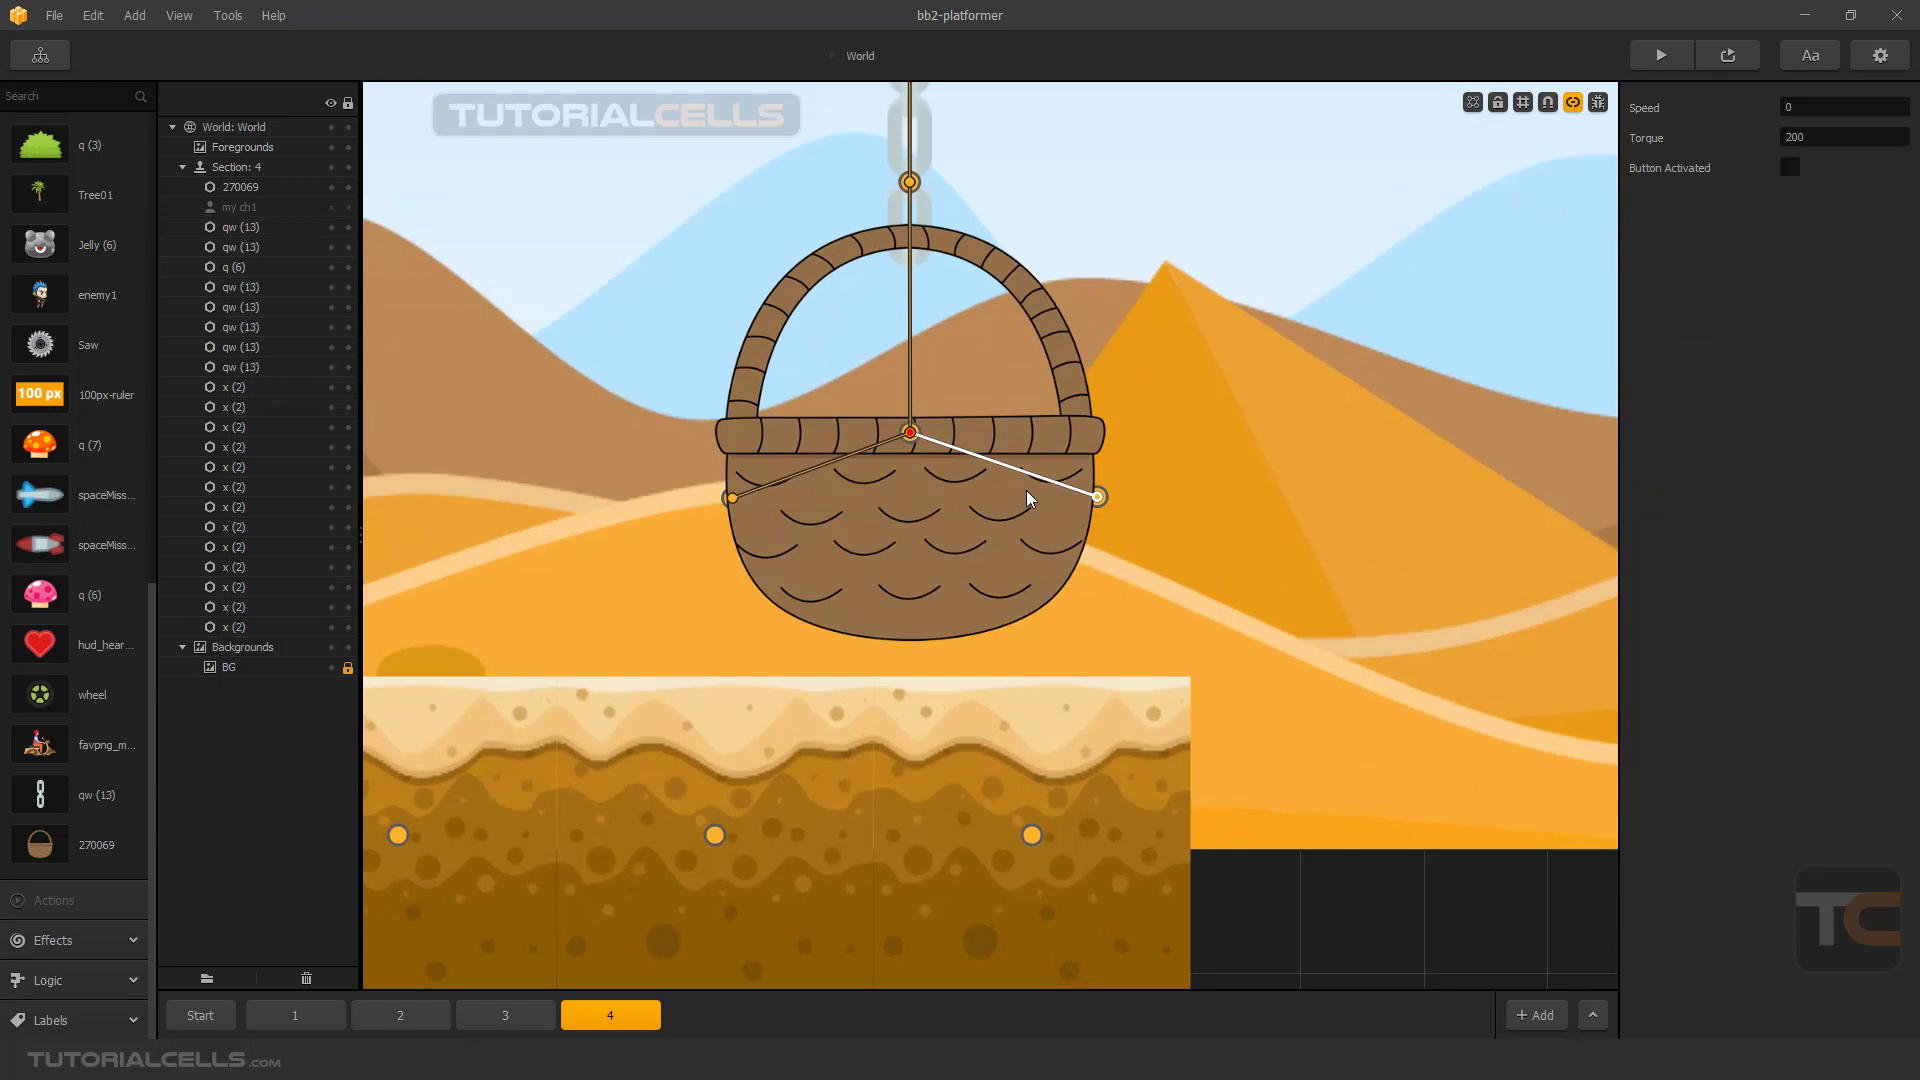 File Edit View Add Tools Help
bb2-platformer
World
Aa
Search
q (3)
Tree01
Jelly (6)
enemy1
Saw
100 px
100px-ruler
q (7)
spaceMiss...
spaceMiss...
q (6)
hud_hear...
wheel
favpng_m...
qw (13)
270069
Actions
Effects
Logic
Labels
World: World
Foregrounds
Section: 4
270069
my ch1
qw (13)
qw (13)
q (6)
qw (13)
qw (13)
qw (13)
qw (13)
qw (13)
x (2)
x (2)
x (2)
x (2)
x (2)
x (2)
x (2)
x (2)
x (2)
x (2)
x (2)
x (2)
x (2)
Backgrounds
BG
TUTORIALCELLS
Speed 0
Torque 200
Button Activated
TC
Start 1 2 3 4
+ Add
TUTORIALCELLS.COM